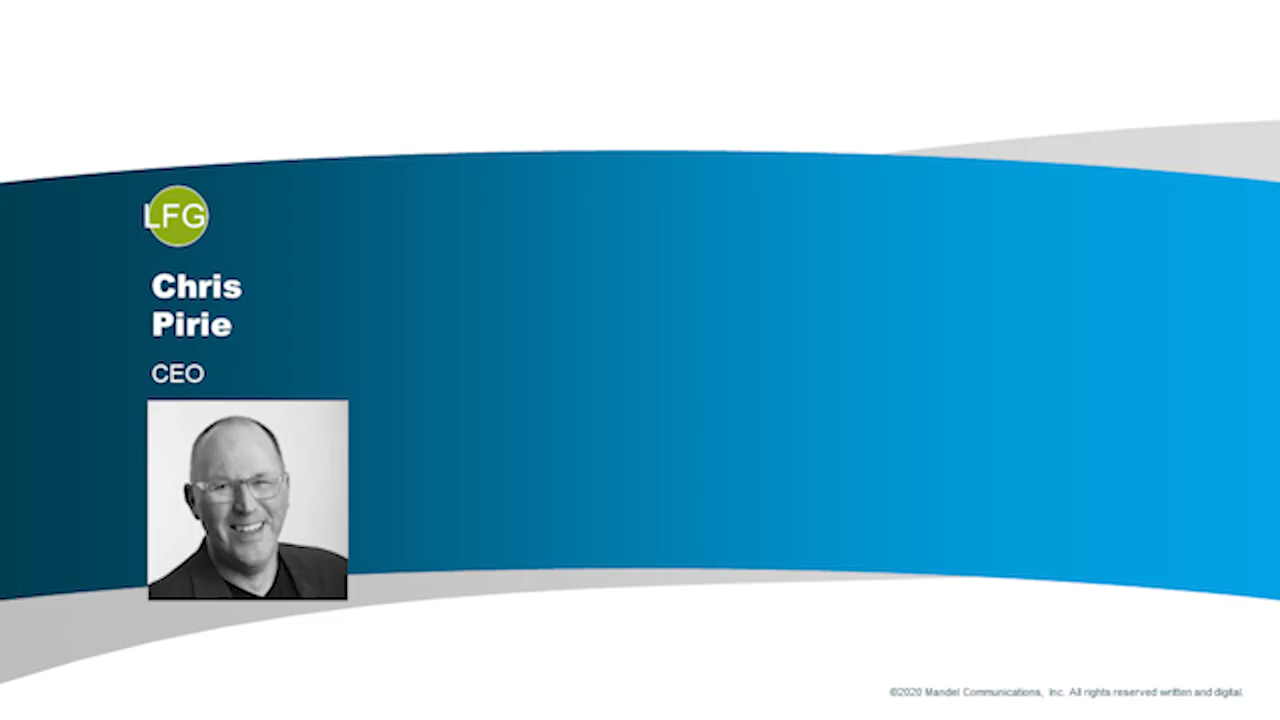 LFG
Chris
Pirie
CEO
©2020 Mandel Communications, Inc. All rights reserved written and digital.